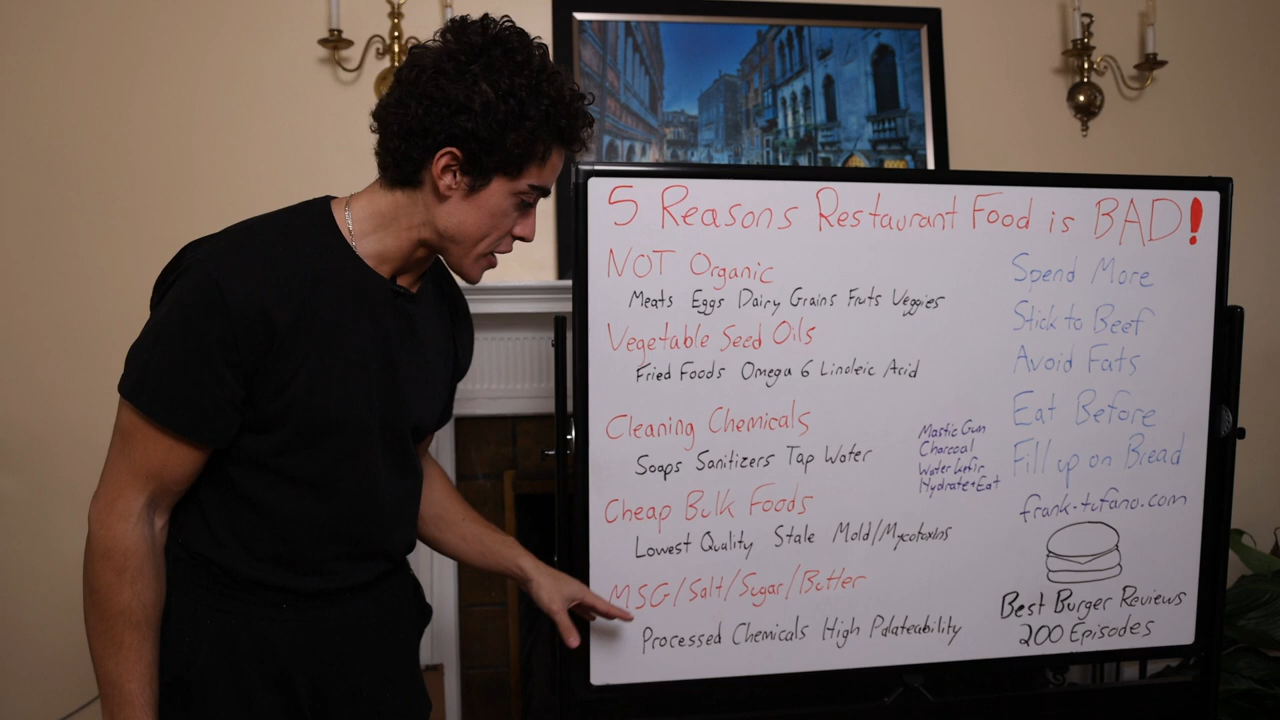 5 Reasons Restaurant Food is BAD!
NOT Organic
Meats Eggs Dairy Grains Fruts Veggies
Vegetable Seed Oils
Fried Foods Omega 6 Linoleic Acid
Cleaning Chemicals
Soaps Sanitizers Tap Water
Cheap Bulk Foods
Lowest Quality Stale Mold/Mycotoxins
MSG/Salt/Sugar/Butter
Processed Chemicals High Palateability
Mastic Gum
Charcoal
Water Kefir
Hydrate+Eat
Spend More
Stick to Beef
Avoid Fats
Eat Before
Fill up on Bread
frank-tufano.com
Best Burger Reviews
200 Episodes